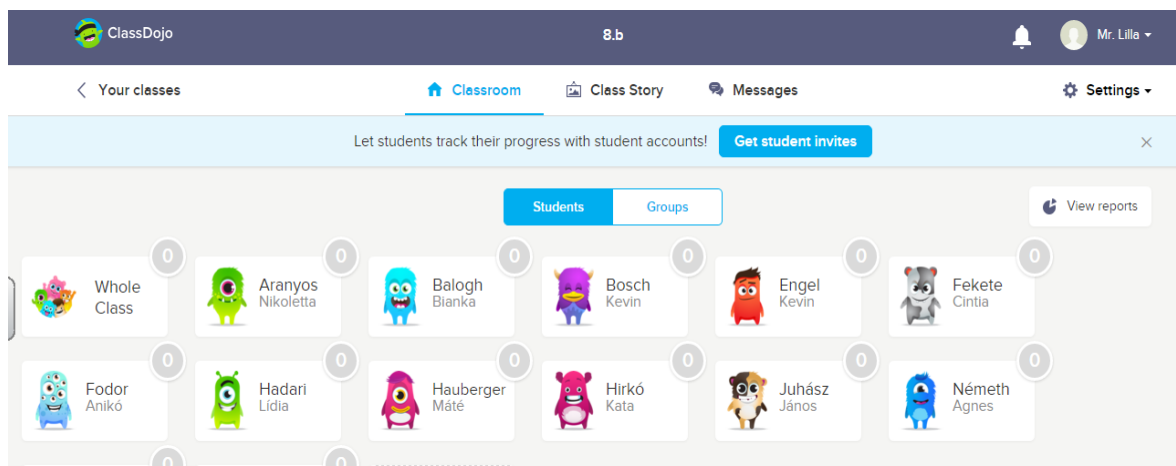 ClassDojo
8.b
Mr. Lilla
Your classes
Classroom
Class Story
Messages
Settings
Let students track their progress with student accounts!
Get student invites
Students
Groups
View reports
0
0
0
0
0
0
Whole
Class
Aranyos
Nikoletta
Balogh
Bianka
Bosch
Kevin
Engel
Kevin
Fekete
Cintia
0
0
0
0
0
0
Fodor
Anikó
Hadari
Lídia
Hauberger
Máté
Hirkó
Kata
Juhász
János
Németh
Agnes
0
0